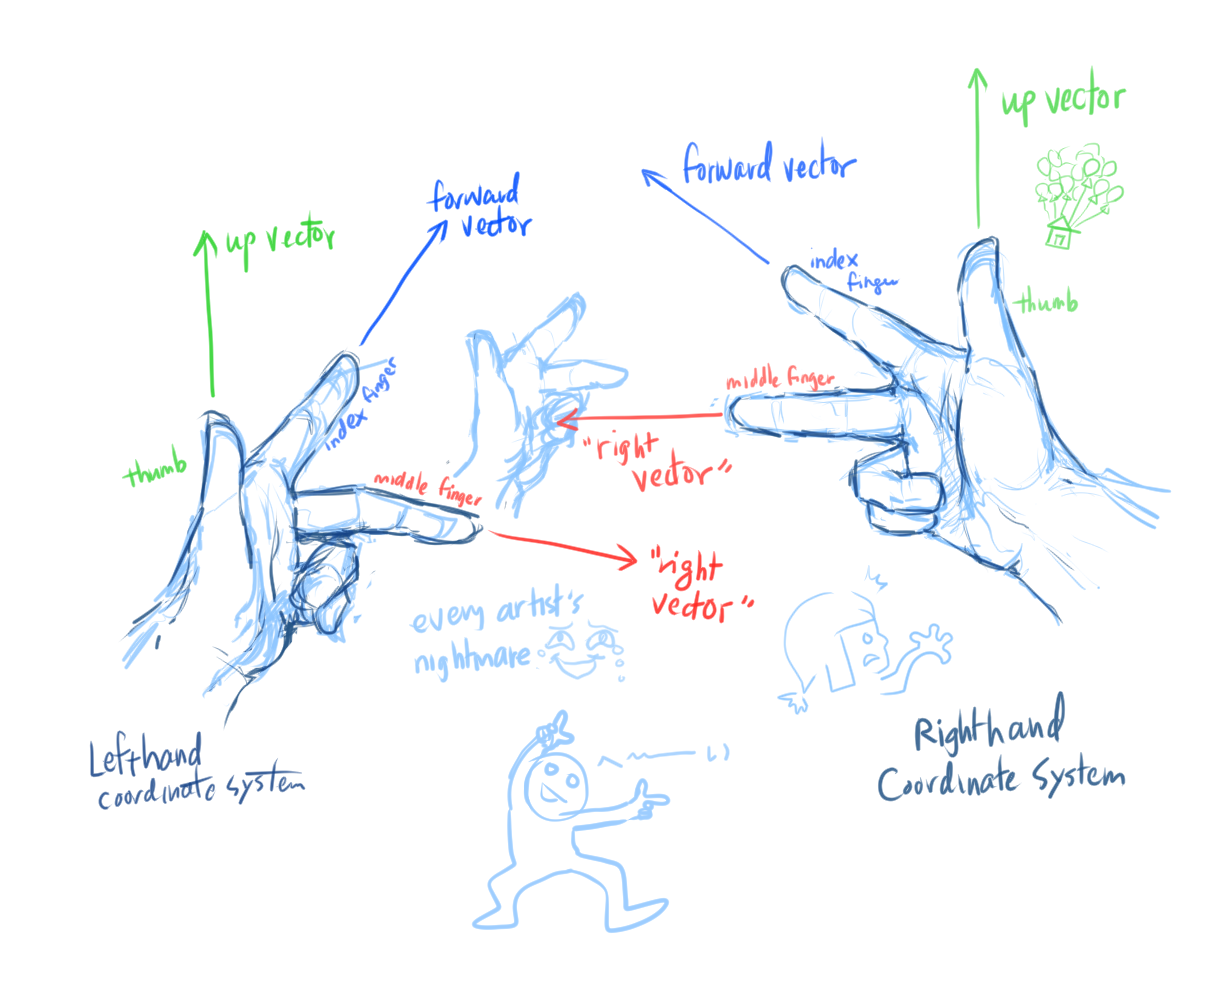 up vector
forward
vector
up vector
forward vector
index
finger
thumb
thumb
index finger
middle finger
middle finger
"right
vector"
"right
vector"
every artist's
nightmare
Lefthand
coordinate system
Righthand
Coordinate System